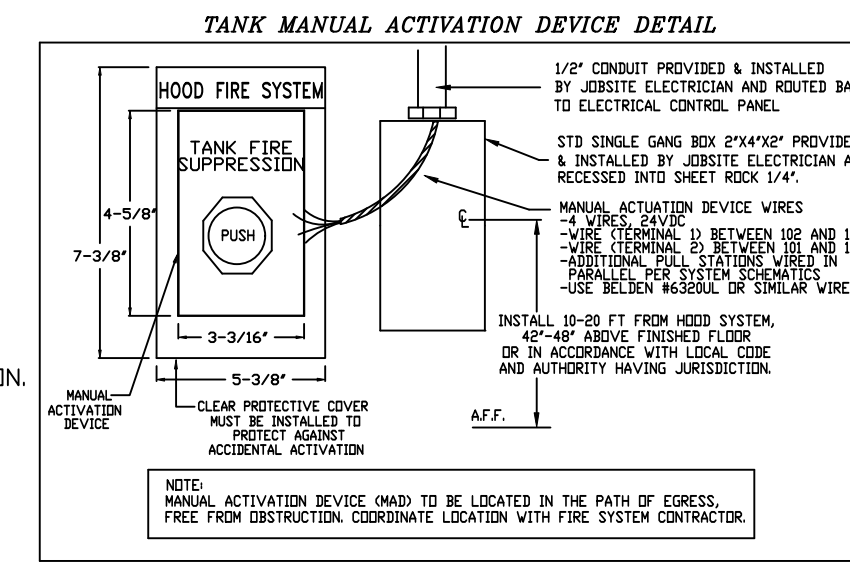 TANK MANUAL ACTIVATION DEVICE DETAIL
HOOD FIRE SYSTEM
TANK FIRE
SUPPRESSION
PUSH
4-5/8"
7-3/8"
3-3/16"
5-3/8"
MANUAL
ACTIVATION
DEVICE
CLEAR PROTECTIVE COVER
MUST BE INSTALLED TO
PROTECT AGAINST
ACCIDENTAL ACTIVATION
1/2" CONDUIT PROVIDED & INSTALLED
BY JOBSITE ELECTRICIAN AND ROUTED BA
TO ELECTRICAL CONTROL PANEL
STD SINGLE GANG BOX 2"X4"X2" PROVIDE
& INSTALLED BY JOBSITE ELECTRICIAN A
RECESSED INTO SHEET ROCK 1/4".
MANUAL ACTUATION DEVICE WIRES
-4 WIRES, 24VDC
-WIRE (TERMINAL 1) BETWEEN 102 AND 1
-WIRE (TERMINAL 2) BETWEEN 101 AND 1
-ADDITIONAL PULL STATIONS WIRED IN
PARALLEL PER SYSTEM SCHEMATICS
-USE BELDEN #6320UL OR SIMILAR WIRE
℄
INSTALL 10-20 FT FROM HOOD SYSTEM,
42"-48" ABOVE FINISHED FLOOR
OR IN ACCORDANCE WITH LOCAL CODE
AND AUTHORITY HAVING JURISDICTION.
A.F.F.
ON.
NOTE:
MANUAL ACTIVATION DEVICE (MAD) TO BE LOCATED IN THE PATH OF EGRESS,
FREE FROM OBSTRUCTION. COORDINATE LOCATION WITH FIRE SYSTEM CONTRACTOR.